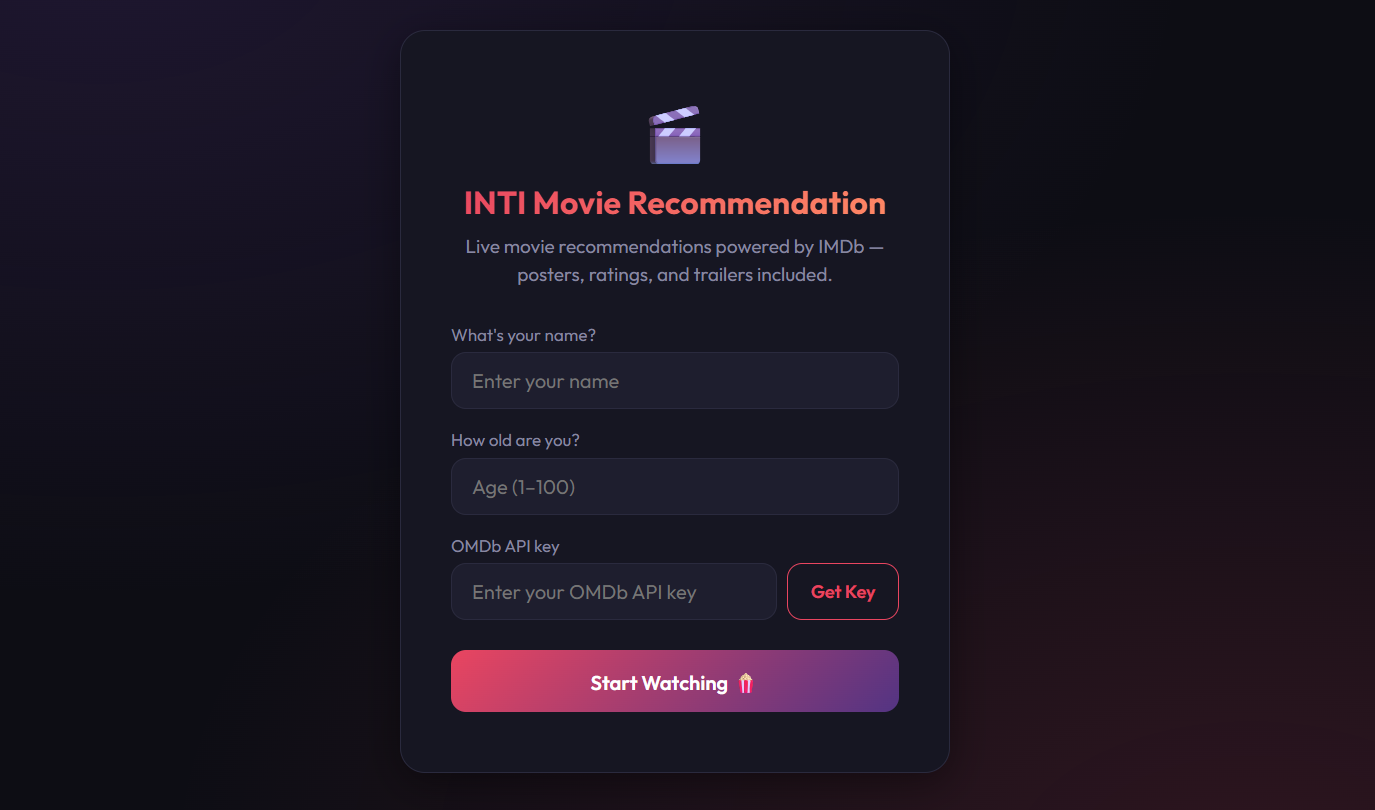 INTI Movie Recommendation
Live movie recommendations powered by IMDb —
posters, ratings, and trailers included.
What's your name?
Enter your name
How old are you?
Age (1–100)
OMDb API key
Enter your OMDb API key
Get Key
Start Watching 🍿